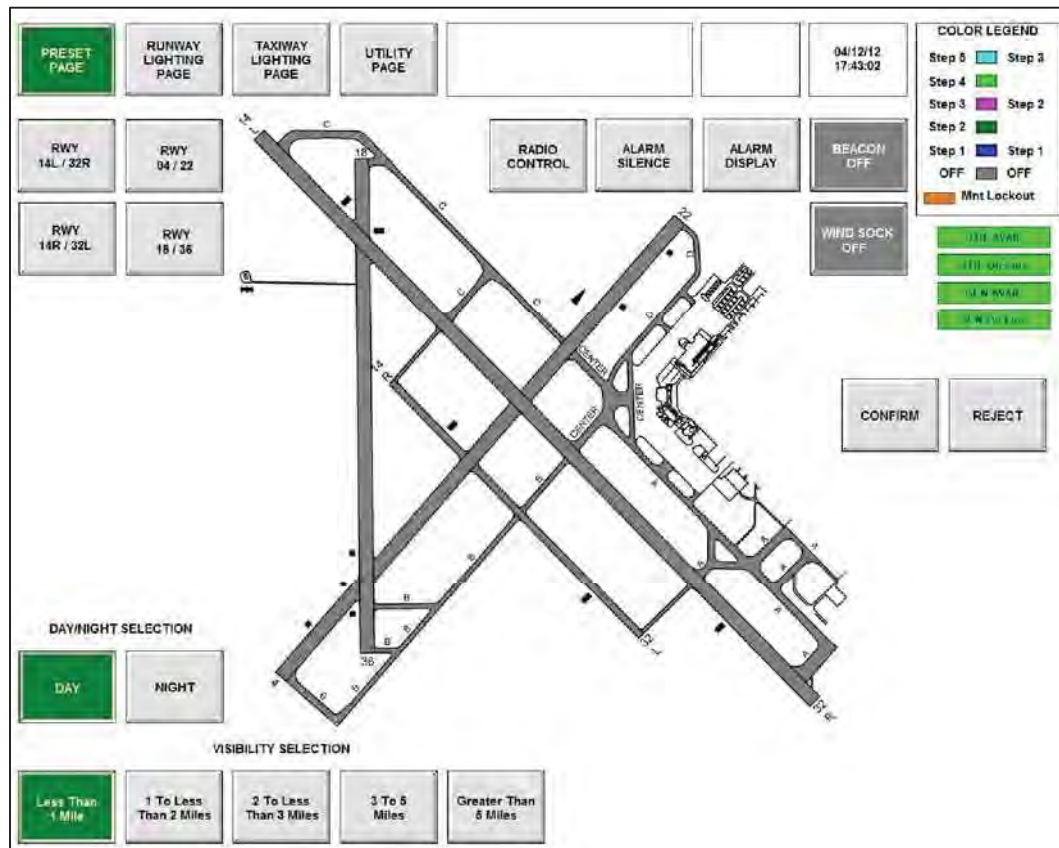 PRESET
PAGE
RUNWAY
LIGHTING
PAGE
TAXIWAY
LIGHTING
PAGE
UTILITY
PAGE
04/12/12
17:43:02
COLOR LEGEND
Step 5 Step 3
Step 4
Step 3 Step 2
Step 2
Step 1 Step 1
OFF OFF
Mnt Lockout
RWY
14L / 32R
RWY
04 / 22
RADIO
CONTROL
ALARM
SILENCE
ALARM
DISPLAY
BEACON
OFF
RWY
14R / 32L
RWY
18 / 36
WIND SOCK
OFF
CONFIRM
REJECT
14
L
C
18
C
22
C
C
14
R
CENTER
CENTER
CENTER
A
A
A
A
A
A
B
B
B
B
B
B
36
4
32
L
32
R
DAY/NIGHT SELECTION
DAY
NIGHT
VISIBILITY SELECTION
Less Than
1 Mile
1 To Less
Than 2 Miles
2 To Less
Than 3 Miles
3 To 5
Miles
Greater Than
5 Miles